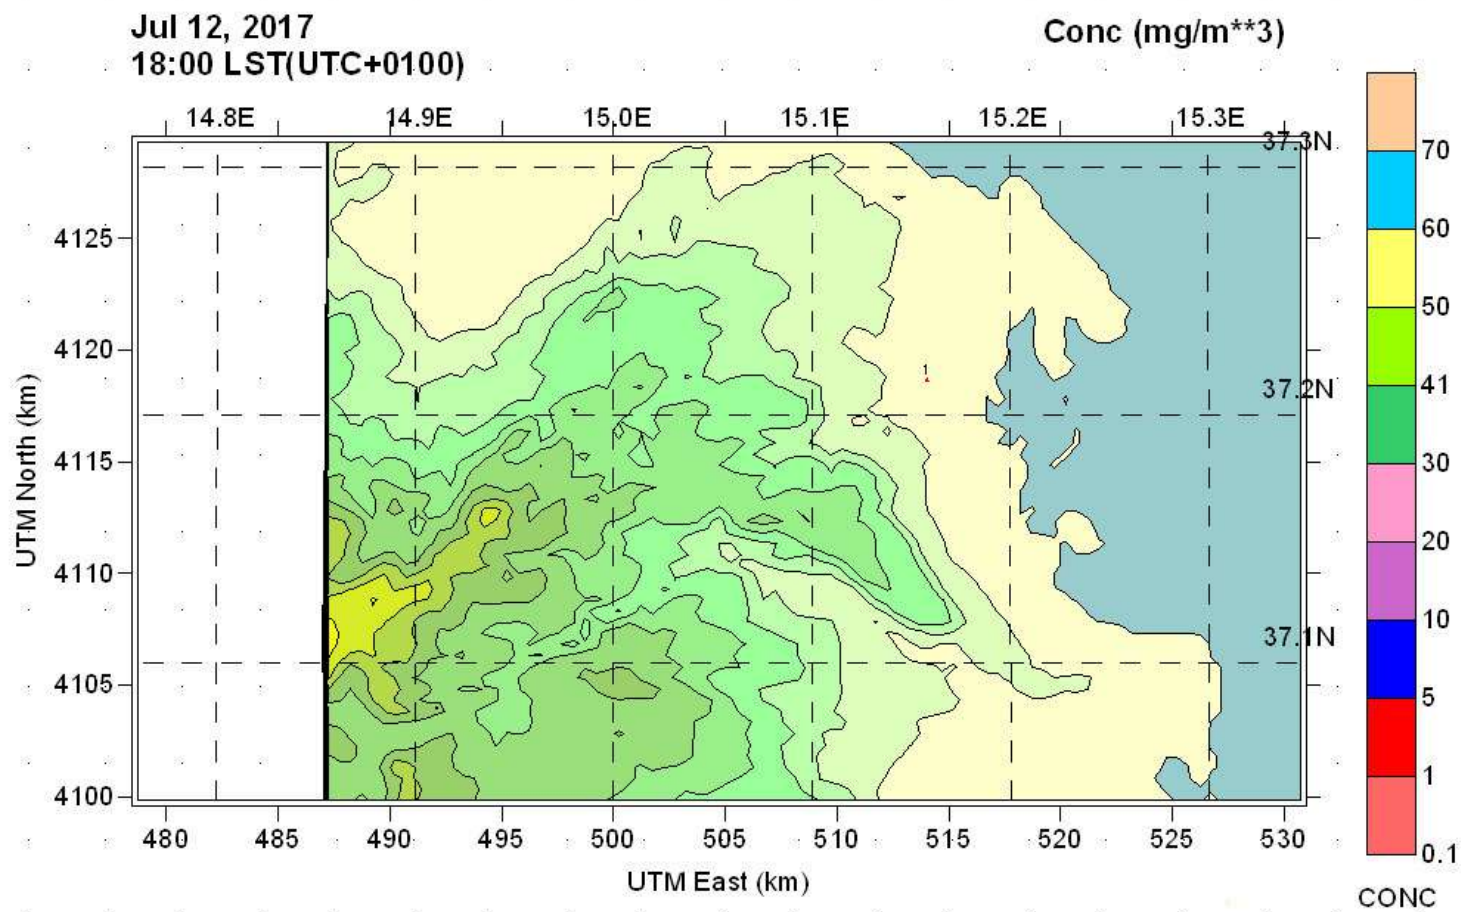 Jul 12, 2017
18:00 LST(UTC+0100)
Conc (mg/m**3)
14.8E 14.9E 15.0E 15.1E 15.2E 15.3E
37.3N
70
60
4125
50
4120
1
41
37.2N
4115
30
UTM North (km)
20
4110
10
37.1N
4105
5
1
4100
480 485 490 495 500 505 510 515 520 525 530
0.1
UTM East (km)
CONC